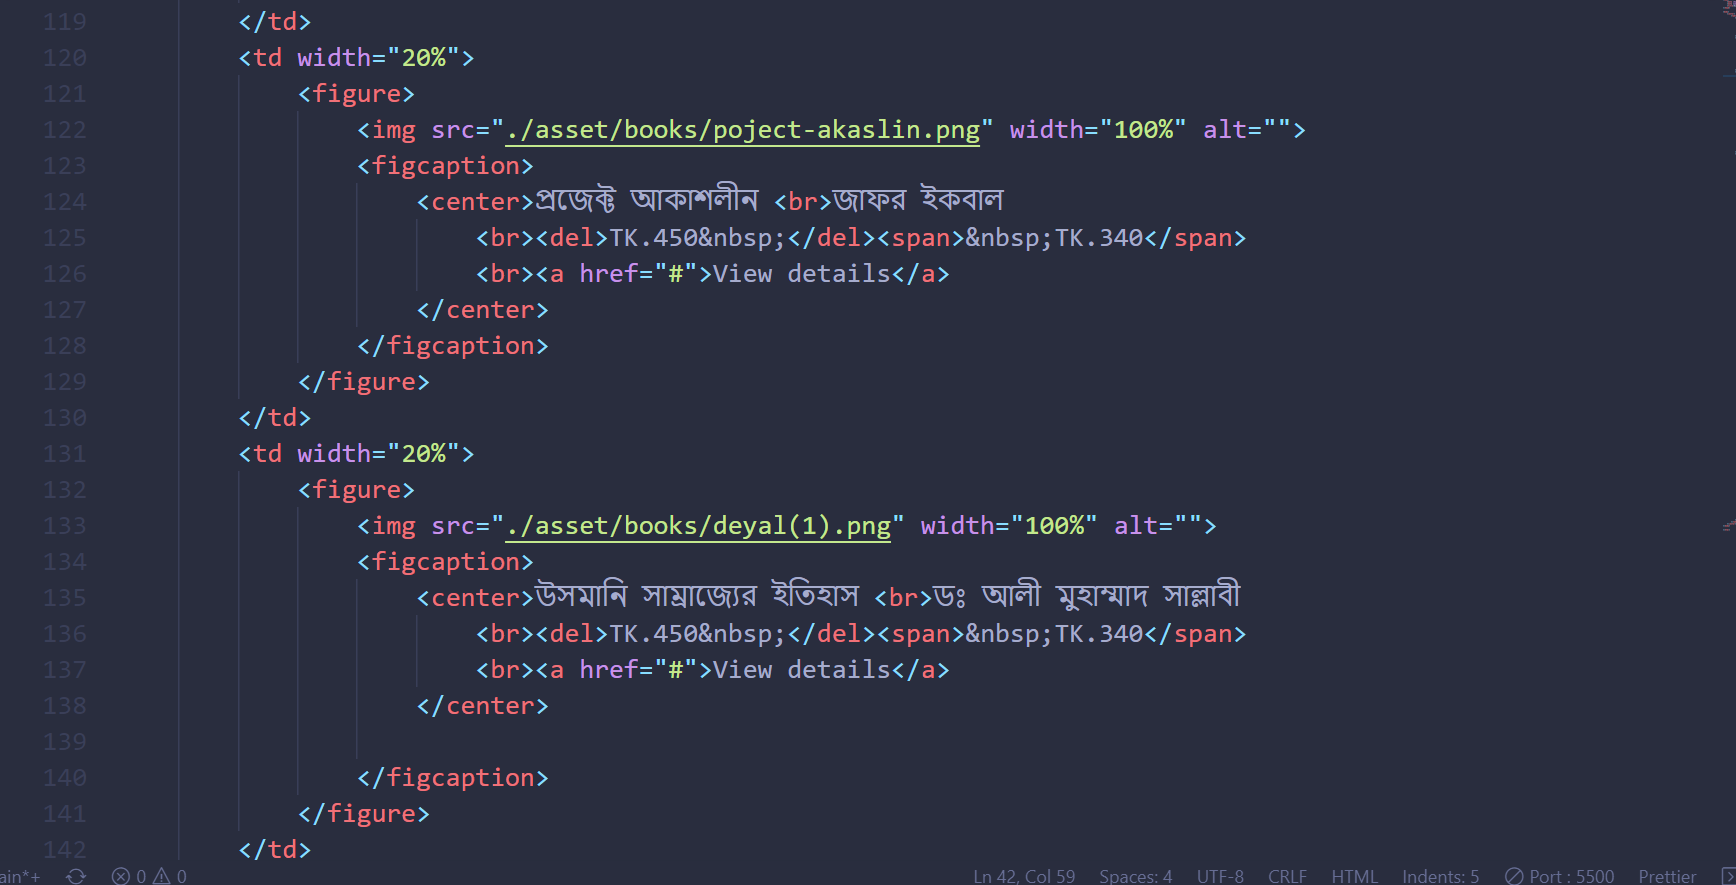 119 </td>
120 <td width="20%">
121 <figure>
122 <img src="./asset/books/poject-akaslin.png" width="100%" alt="">
123 <figcaption>
124 <center>প্রজেক্ট আকাশলীন <br>জাফর ইকবাল
125 <br><del>TK.450&nbsp;</del><span>&nbsp;TK.340</span>
126 <br><a href="#">View details</a>
127 </center>
128 </figcaption>
129 </figure>
130 </td>
131 <td width="20%">
132 <figure>
133 <img src="./asset/books/deyal(1).png" width="100%" alt="">
134 <figcaption>
135 <center>উসমানি সাম্রাজ্যের ইতিহাস <br>ডঃ আলী মুহাম্মাদ সাল্লাবী
136 <br><del>TK.450&nbsp;</del><span>&nbsp;TK.340</span>
137 <br><a href="#">View details</a>
138 </center>
139
140 </figcaption>
141 </figure>
142 </td>
ain*+ 0 0 Ln 42, Col 59 Spaces: 4 UTF-8 CRLF HTML Indents: 5 Port : 5500 Prettier